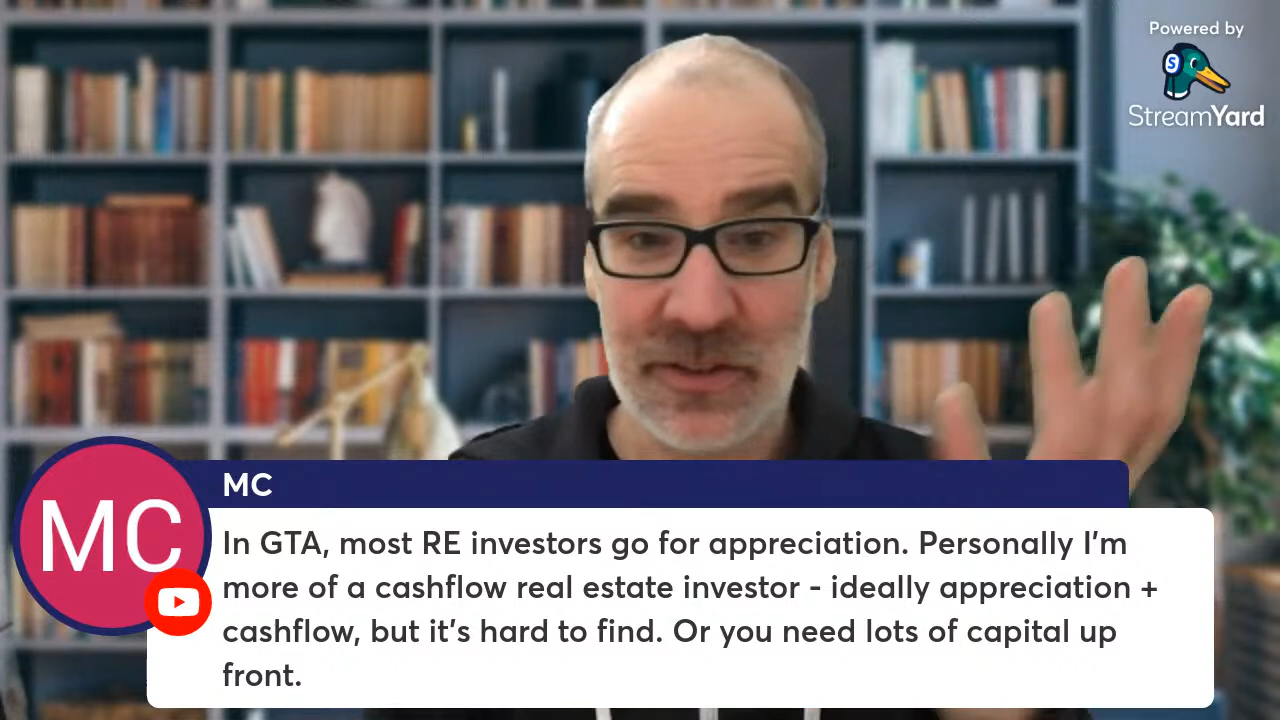 Powered by
S
StreamYard
MC
MC
In GTA, most RE investors go for appreciation. Personally I'm
more of a cashflow real estate investor - ideally appreciation +
cashflow, but it's hard to find. Or you need lots of capital up
front.